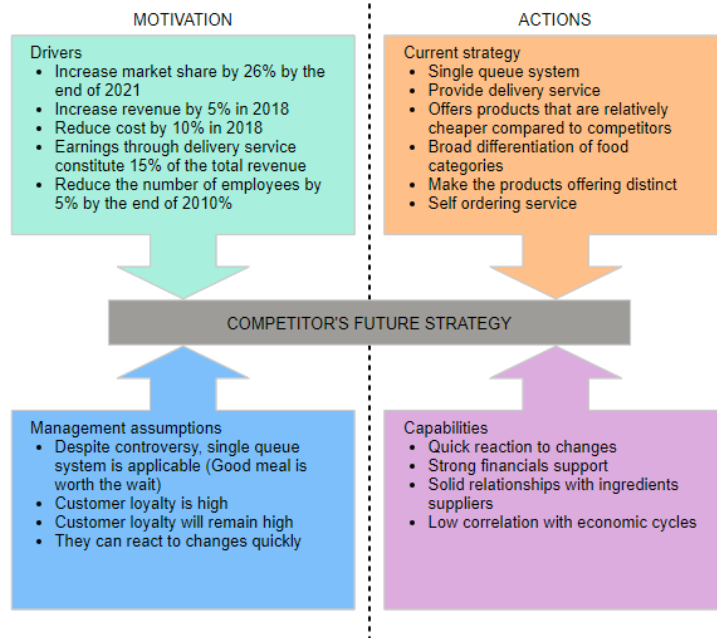 MOTIVATION
ACTIONS
Drivers
• Increase market share by 26% by the
end of 2021
• Increase revenue by 5% in 2018
• Reduce cost by 10% in 2018
• Earnings through delivery service
constitute 15% of the total revenue
• Reduce the number of employees by
5% by the end of 2010%
Current strategy
• Single queue system
• Provide delivery service
• Offers products that are relatively
cheaper compared to competitors
• Broad differentiation of food
categories
• Make the products offering distinct
• Self ordering service
COMPETITOR'S FUTURE STRATEGY
Management assumptions
• Despite controversy, single queue
system is applicable (Good meal is
worth the wait)
• Customer loyalty is high
• Customer loyalty will remain high
• They can react to changes quickly
Capabilities
• Quick reaction to changes
• Strong financials support
• Solid relationships with ingredients
suppliers
• Low correlation with economic cycles